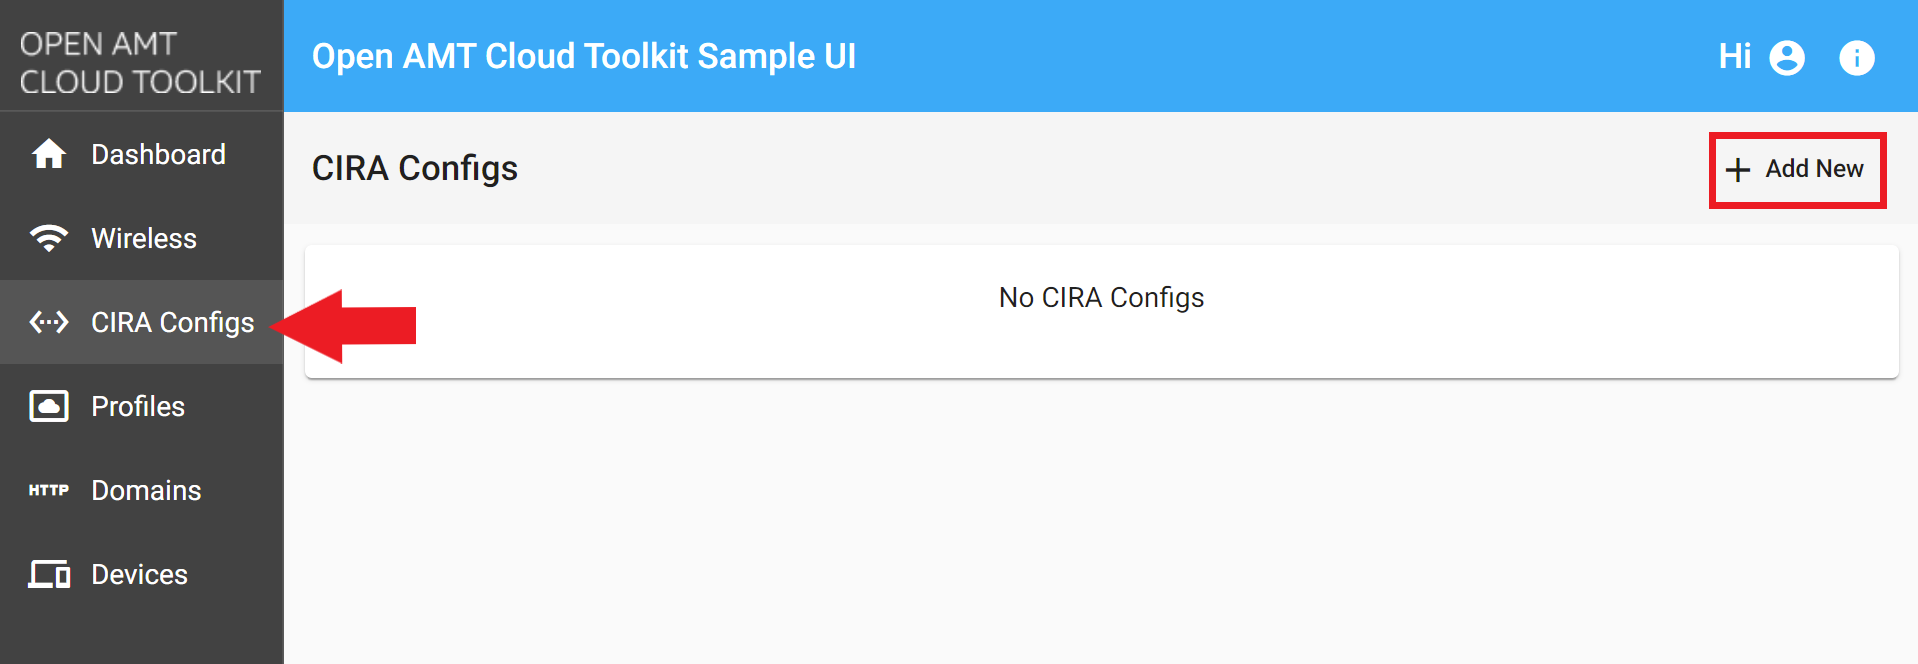 OPEN AMT
CLOUD TOOLKIT
Dashboard
Wireless
CIRA Configs
Profiles
HTTP Domains
Devices
Open AMT Cloud Toolkit Sample UI
Hi
CIRA Configs
Add New
No CIRA Configs